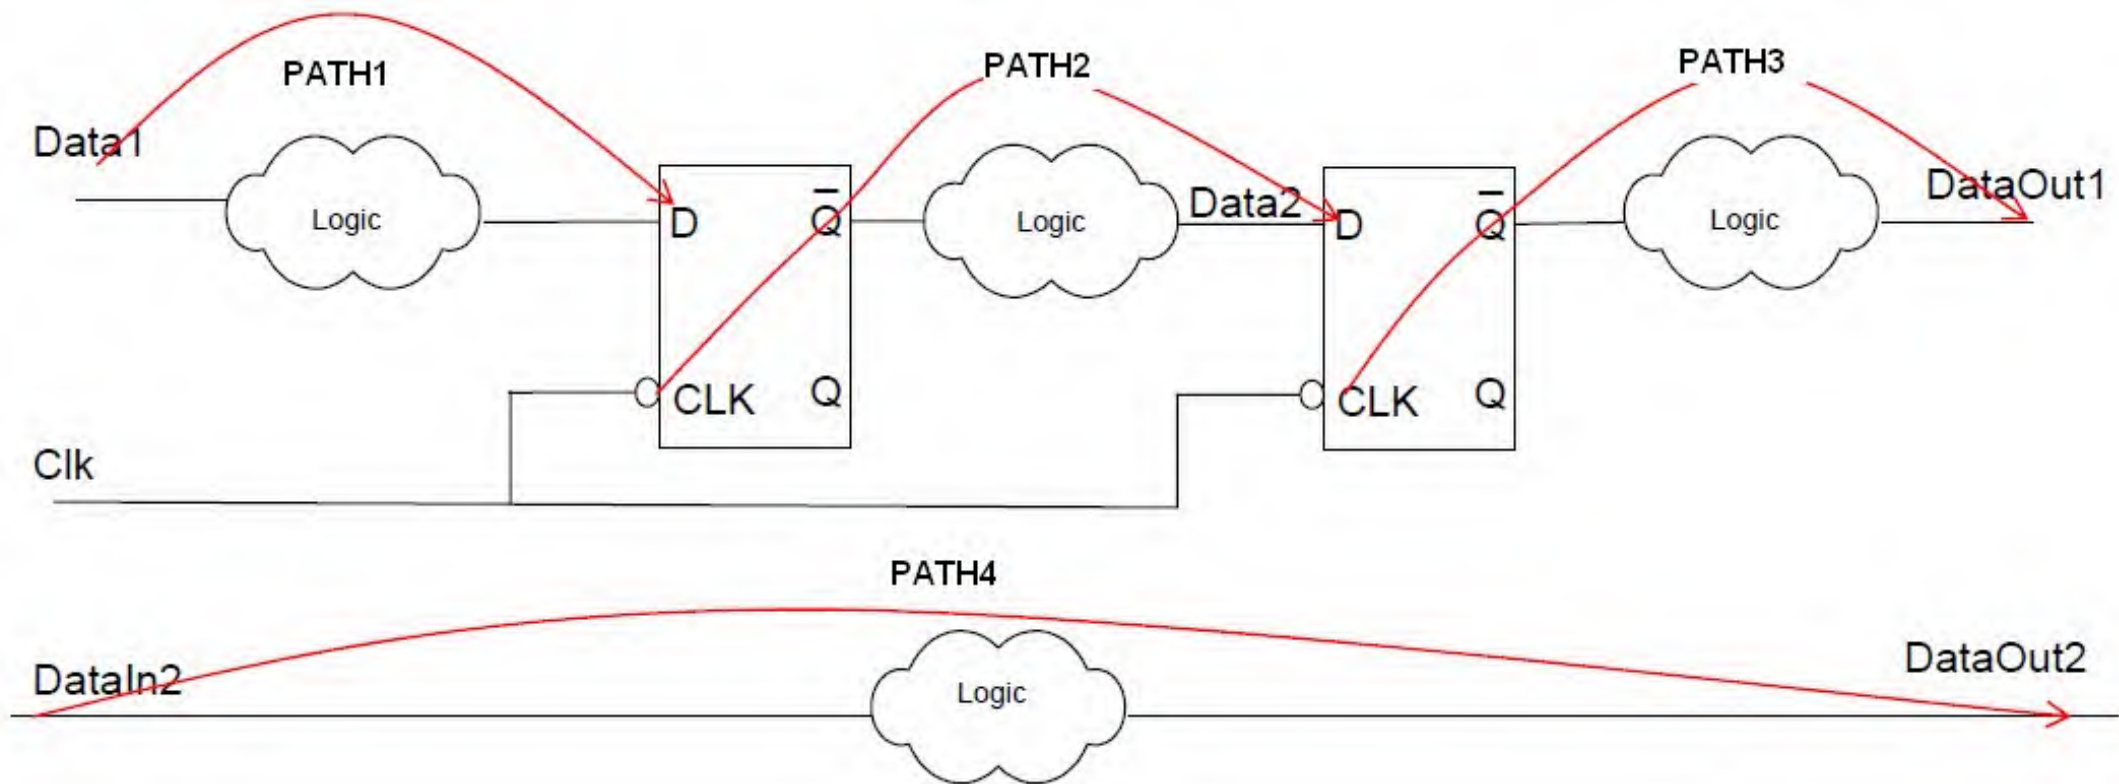 PATH1
PATH2
PATH3
Data1
Logic
D
Q̅
Logic
Data2
D
Q̅
Logic
DataOut1
CLK
Q
CLK
Q
Clk
PATH4
DataIn2
Logic
DataOut2